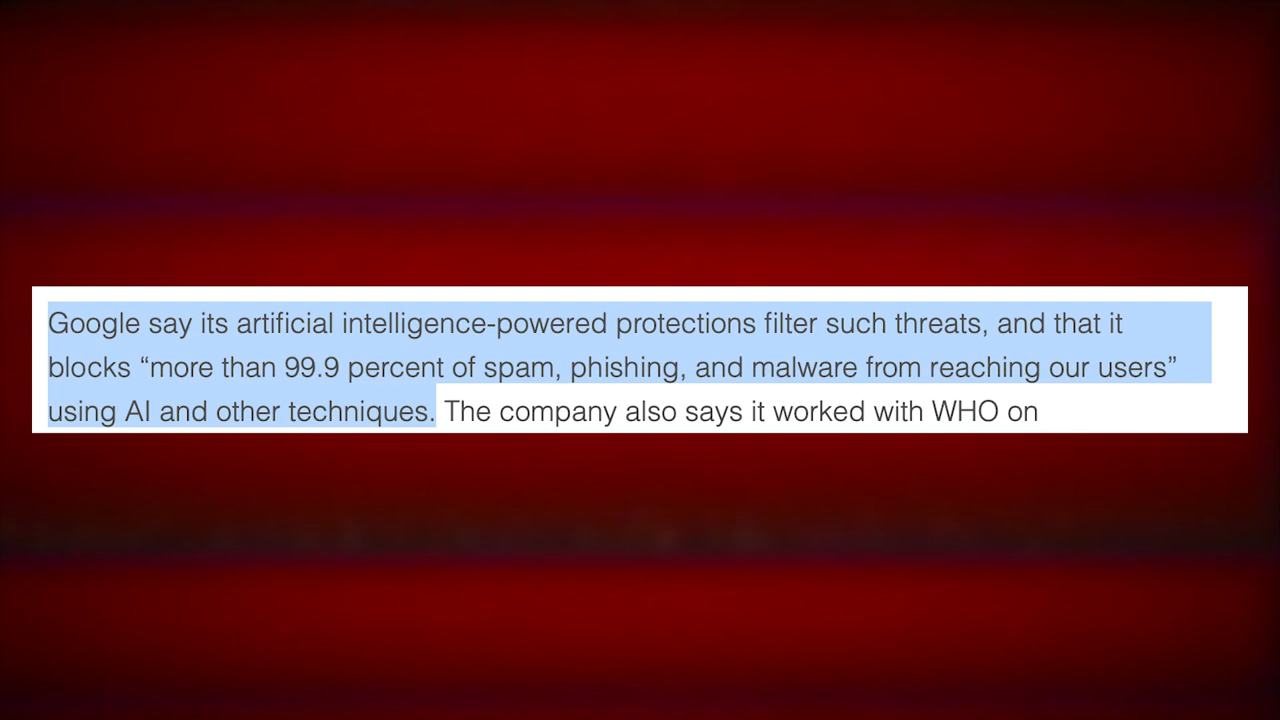 Google say its artificial intelligence-powered protections filter such threats, and that it
blocks “more than 99.9 percent of spam, phishing, and malware from reaching our users”
using AI and other techniques. The company also says it worked with WHO on